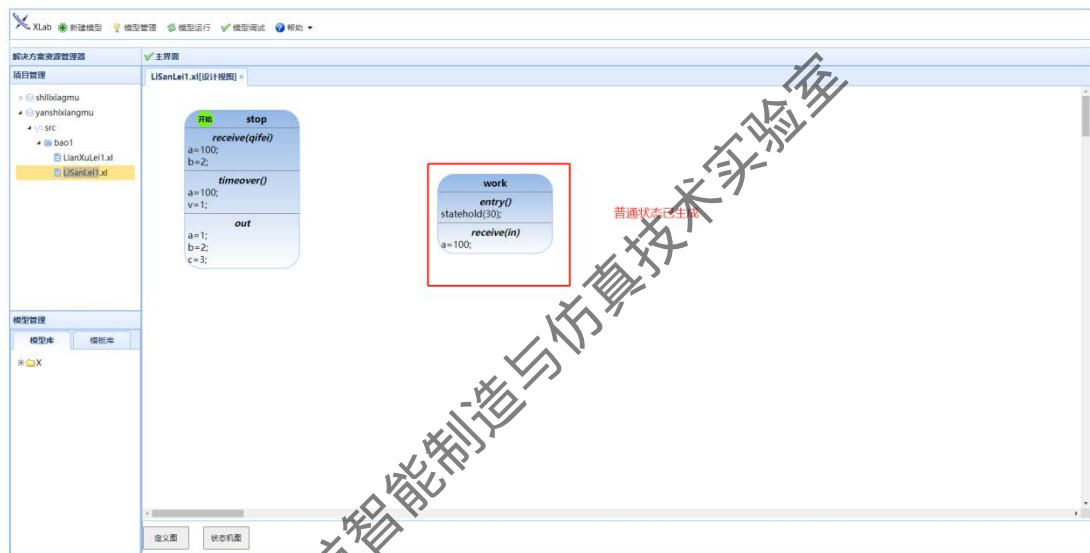 XLab 新建模型 模型管理 模型运行 模型调试 帮助
解决方案资源管理器
主界面
项目管理
LiSanLei1.xl[设计视图] ×
shilixiagmu
yanshixiangmu
src
bao1
LianXuLei1.xl
LiSanLei1.xl
开始 stop
receive(qifei)
a=100;
b=2;
timeover()
a=100;
v=1;
out
a=1;
b=2;
c=3;
work
entry()
statehold(30);
receive(in)
a=100;
普通状态已生成
模型管理
模型库 模板库
X
定义图 状态机图
智能制造与仿真技术实验室